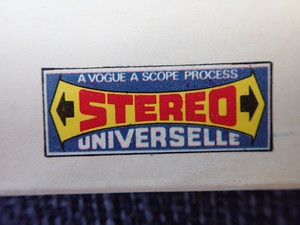 A VOGUE A SCOPE PROCESS
STEREO
UNIVERSELLE